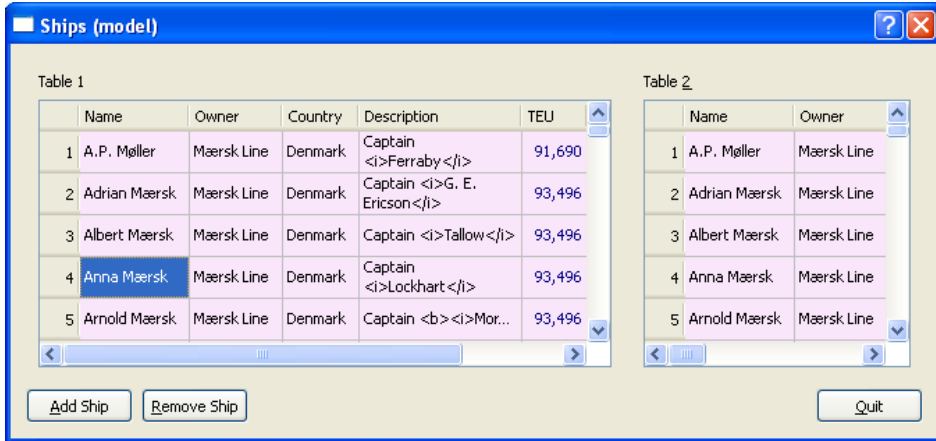 Ships (model)
Table 1
Name Owner Country Description TEU
1 A.P. Møller Mærsk Line Denmark Captain <i>Ferraby</i> 91,690
2 Adrian Mærsk Mærsk Line Denmark Captain <i>G. E. Ericson</i> 93,496
3 Albert Mærsk Mærsk Line Denmark Captain <i>Tallow</i> 93,496
4 Anna Mærsk Mærsk Line Denmark Captain <i>Lockhart</i> 93,496
5 Arnold Mærsk Mærsk Line Denmark Captain <b><i>Mor... 93,496
Table 2
Name Owner
1 A.P. Møller Mærsk Line
2 Adrian Mærsk Mærsk Line
3 Albert Mærsk Mærsk Line
4 Anna Mærsk Mærsk Line
5 Arnold Mærsk Mærsk Line
Add Ship Remove Ship Quit